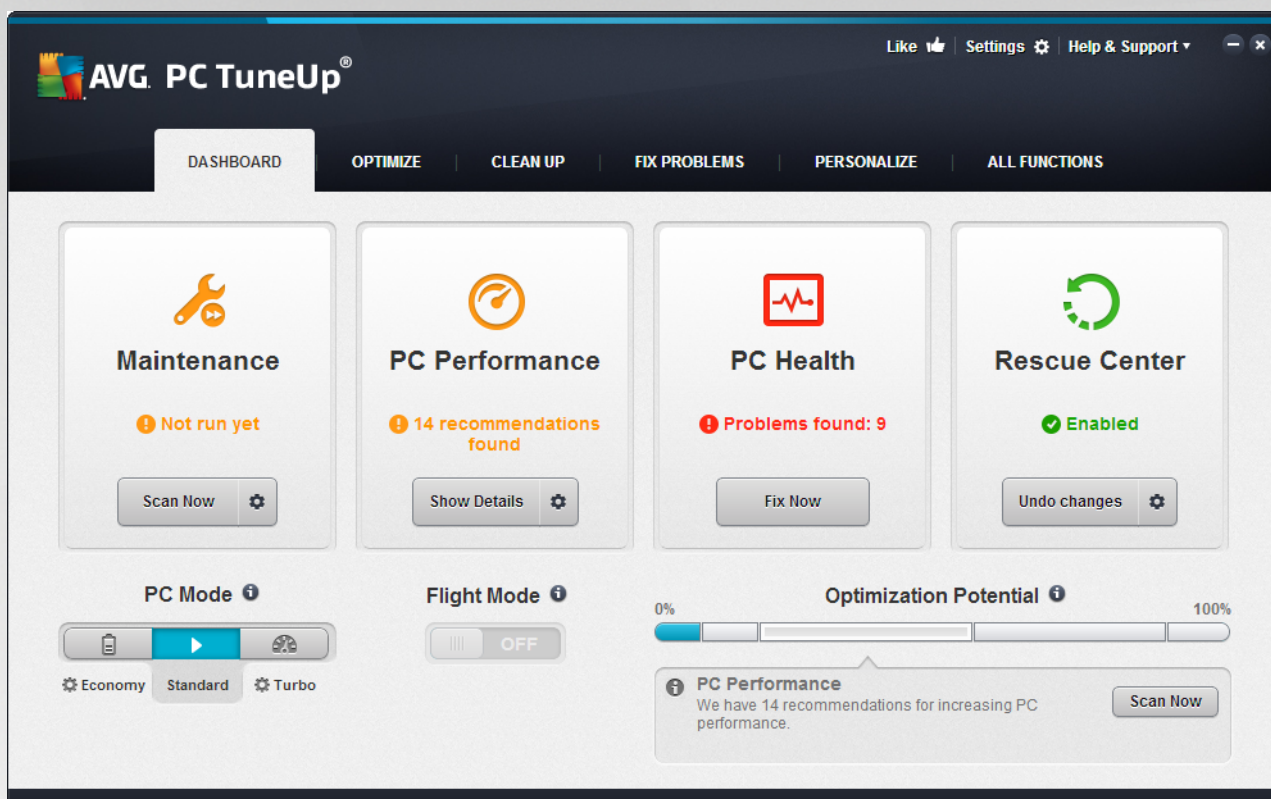 Like Settings Help & Support
AVG. PC TuneUp®
DASHBOARD OPTIMIZE CLEAN UP FIX PROBLEMS PERSONALIZE ALL FUNCTIONS
Maintenance
Not run yet
Scan Now
PC Performance
14 recommendations
found
Show Details
PC Health
Problems found: 9
Fix Now
Rescue Center
Enabled
Undo changes
PC Mode
Economy Standard Turbo
Flight Mode
OFF
Optimization Potential
0% 100%
PC Performance
We have 14 recommendations for increasing PC
performance.
Scan Now